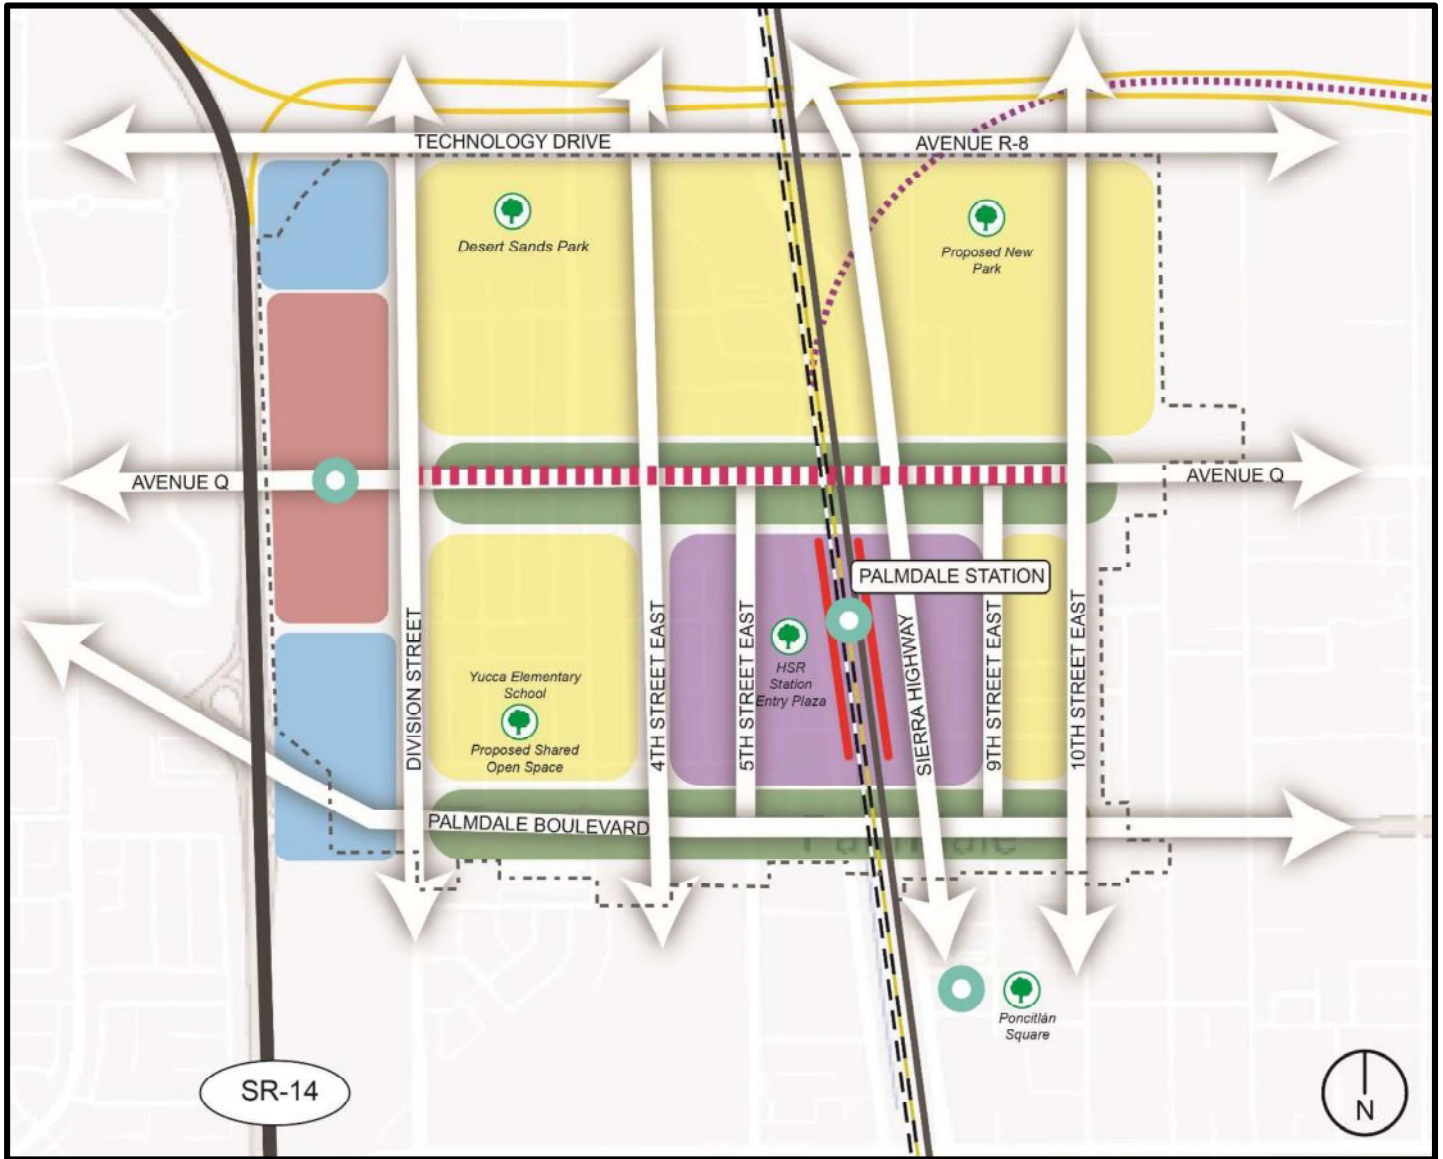 TECHNOLOGY DRIVE
AVENUE R-8
Desert Sands Park
Proposed New
Park
AVENUE Q
AVENUE Q
PALMDALE STATION
DIVISION STREET
4TH STREET EAST
5TH STREET EAST
SIERRA HIGHWAY
9TH STREET EAST
10TH STREET EAST
HSR
Station
Entry Plaza
Yucca Elementary
School
Proposed Shared
Open Space
PALMDALE BOULEVARD
Palmdale
Poncitlán
Square
SR-14
N